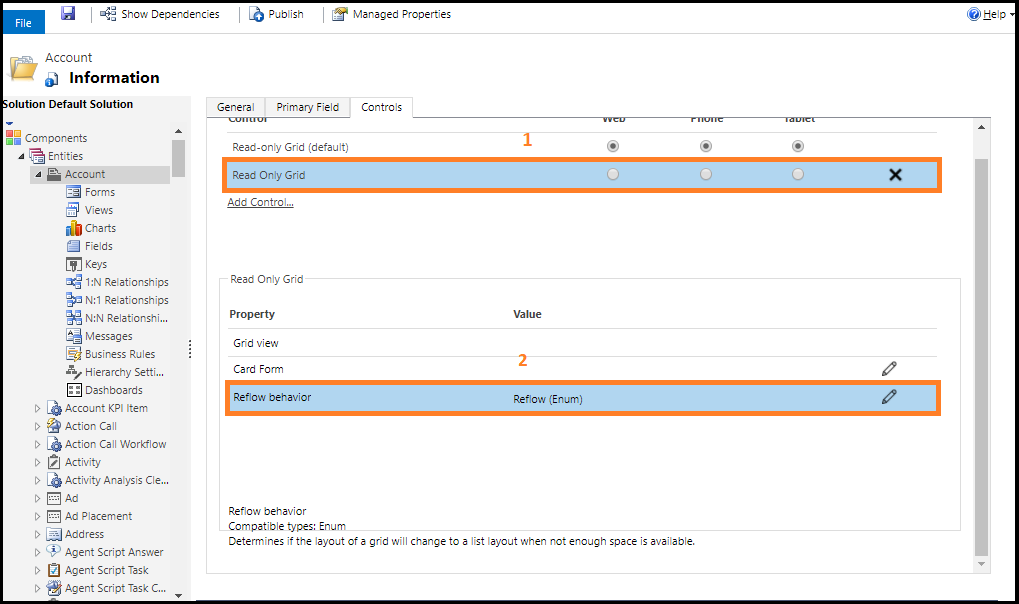 File
Show Dependencies
Publish
Managed Properties
Help
Account
Information
Solution Default Solution
Components
Entities
Account
Forms
Views
Charts
Fields
Keys
1:N Relationships
N:1 Relationships
N:N Relationshi...
Messages
Business Rules
Hierarchy Setti...
Dashboards
Account KPI Item
Action Call
Action Call Workflow
Activity
Activity Analysis Cle...
Ad
Ad Placement
Address
Agent Script Answer
Agent Script Task
Agent Script Task C...
General Primary Field Controls
Control Web Phone Tablet
1
Read-only Grid (default)
Read Only Grid
Add Control...
Read Only Grid
Property Value
Grid view
2
Card Form
Reflow behavior Reflow (Enum)
Reflow behavior
Compatible types: Enum
Determines if the layout of a grid will change to a list layout when not enough space is available.